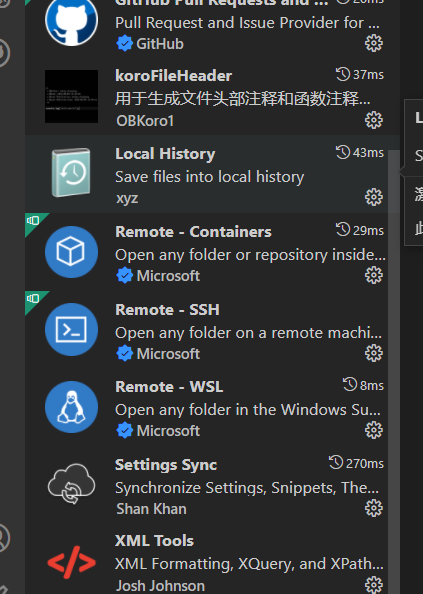 GitHub Pull Requests and ... 26ms
Pull Request and Issue Provider for ...
GitHub
koroFileHeader 37ms
用于生成文件头部注释和函数注释...
OBKoro1
Local History 43ms
Save files into local history
xyz
Remote - Containers 29ms
Open any folder or repository inside...
Microsoft
Remote - SSH
Open any folder on a remote machi...
Microsoft
Remote - WSL 8ms
Open any folder in the Windows Su...
Microsoft
Settings Sync 270ms
Synchronize Settings, Snippets, The...
Shan Khan
XML Tools
XML Formatting, XQuery, and XPath...
Josh Johnson
L
S